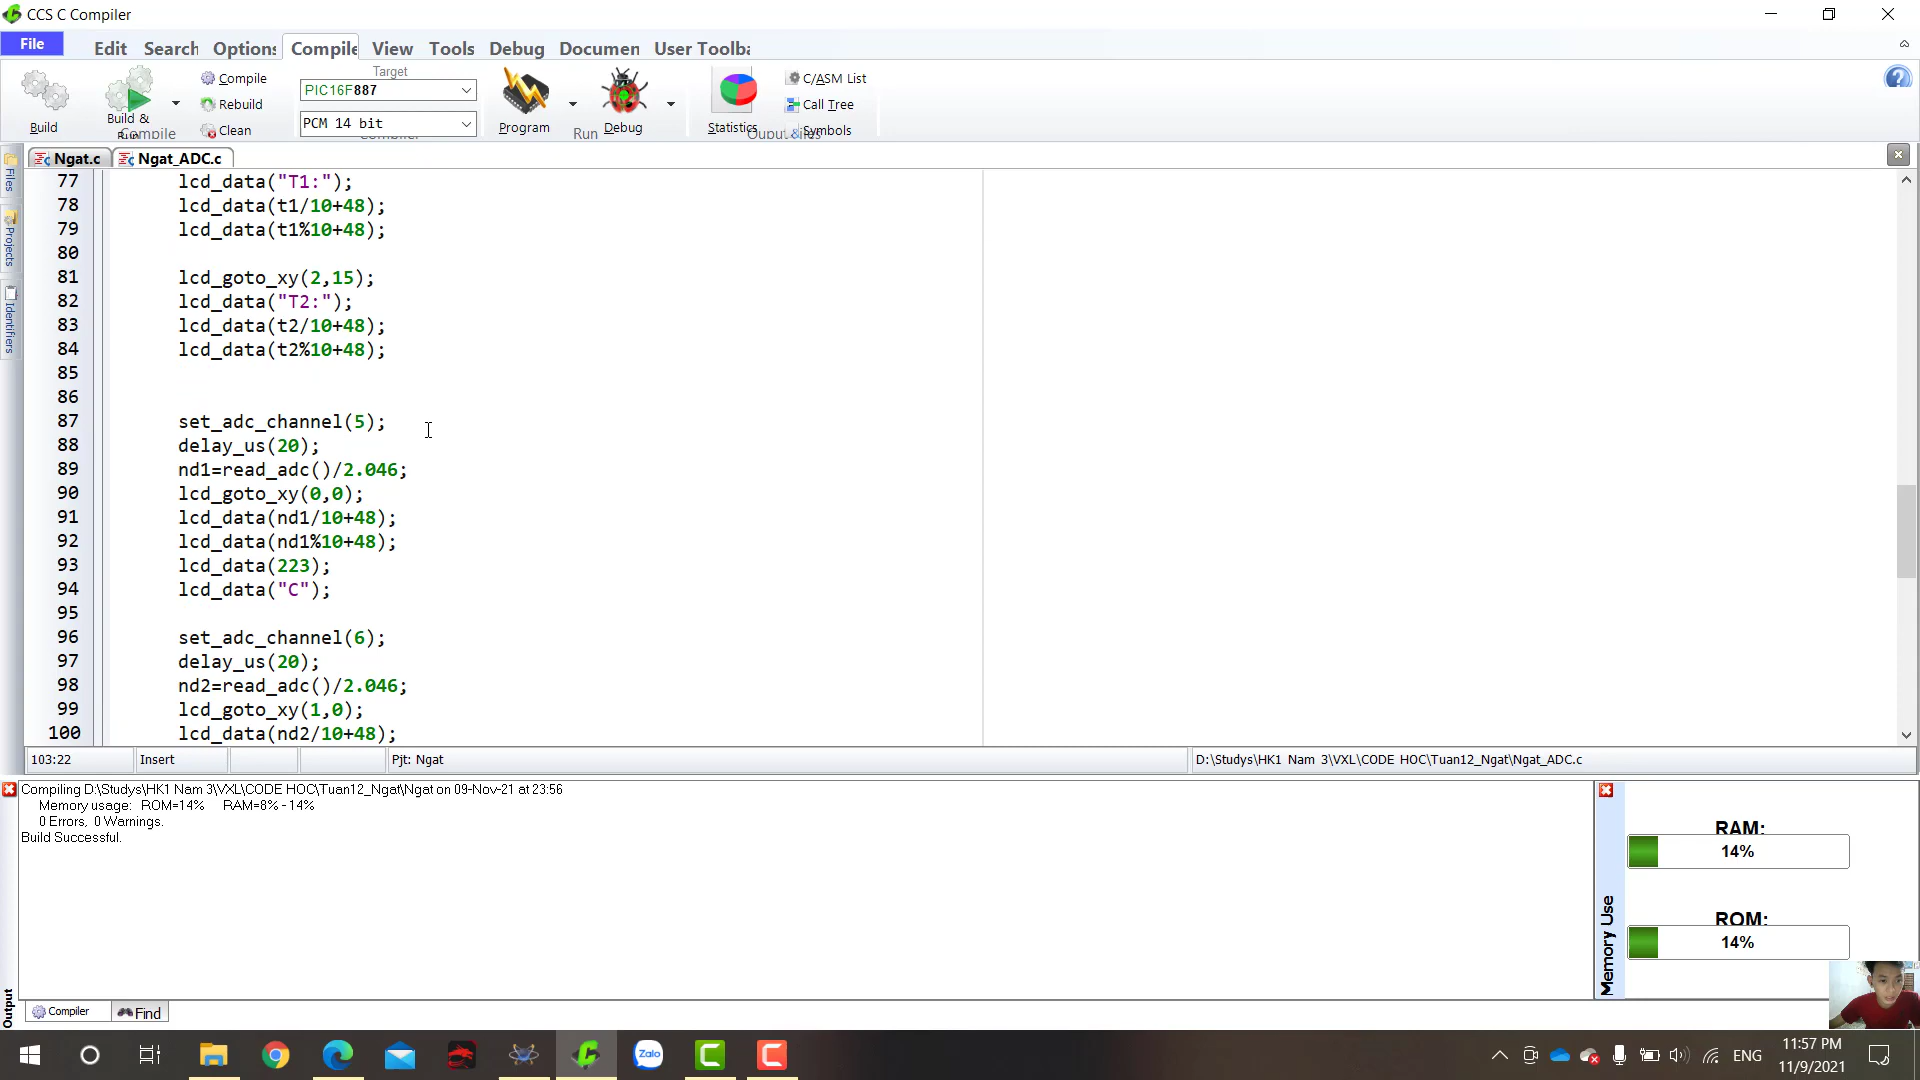 CCS C Compiler
File Edit Search Options Compile View Tools Debug Documen User Toolba
Target
Compile
PIC16F887
C/ASM List
Rebuild
Call Tree
Build
Build &
Clean
PCM 14 bit
Program
Debug
Statistics
Symbols
Compile
Run
Ngat.c
Ngat_ADC.c
Files
Projects
Identifiers
77 lcd_data("T1:");
78 lcd_data(t1/10+48);
79 lcd_data(t1%10+48);
80
81 lcd_goto_xy(2,15);
82 lcd_data("T2:");
83 lcd_data(t2/10+48);
84 lcd_data(t2%10+48);
85
86
87 set_adc_channel(5);
88 delay_us(20);
89 nd1=read_adc()/2.046;
90 lcd_goto_xy(0,0);
91 lcd_data(nd1/10+48);
92 lcd_data(nd1%10+48);
93 lcd_data(223);
94 lcd_data("C");
95
96 set_adc_channel(6);
97 delay_us(20);
98 nd2=read_adc()/2.046;
99 lcd_goto_xy(1,0);
100 lcd_data(nd2/10+48);
103:22 Insert Pjt: Ngat D:\Studys\HK1 Nam 3\VXL\CODE HOC\Tuan12_Ngat\Ngat_ADC.c
Compiling D:\Studys\HK1 Nam 3\VXL\CODE HOC\Tuan12_Ngat\Ngat on 09-Nov-21 at 23:56
Memory usage: ROM=14% RAM=8% - 14%
0 Errors, 0 Warnings.
Build Successful.
RAM:
14%
ROM:
14%
Memory Use
Output
Compiler
Find
Zalo
ENG
11:57 PM
11/9/2021